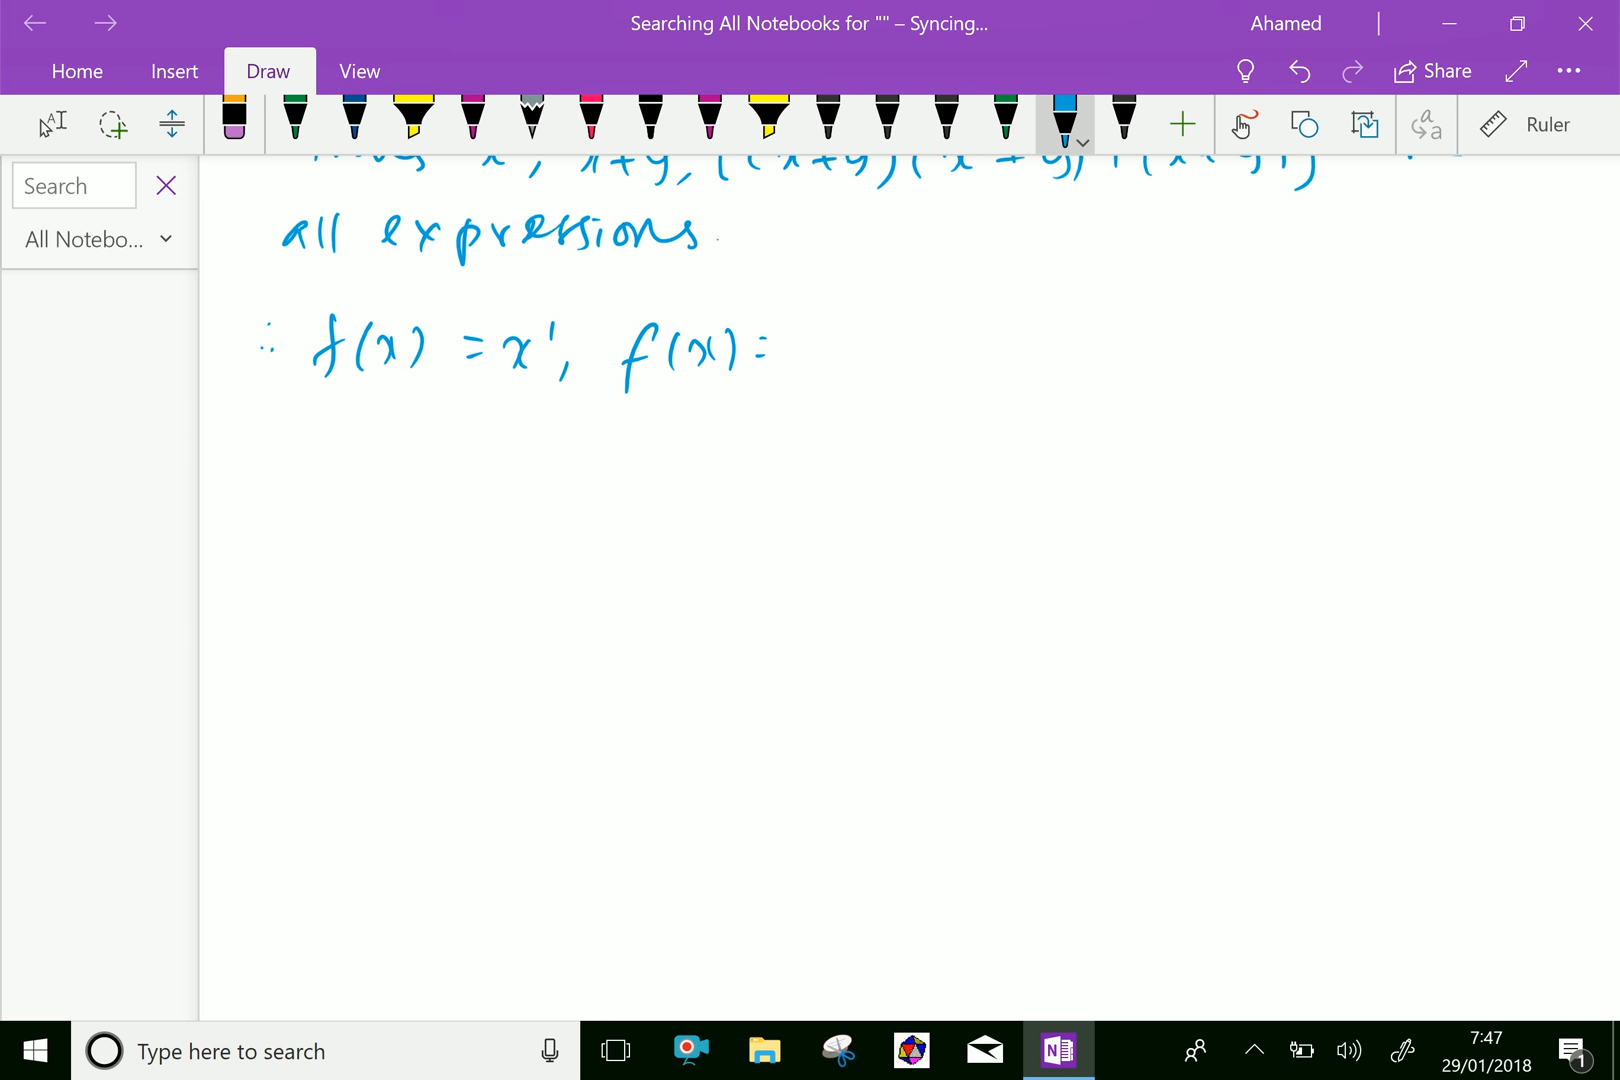 Searching All Notebooks for "" – Syncing...
Ahamed
Home Insert Draw View
Share
Ruler
Search
All Notebo...
all expressions.
∴ f(x) = x', f(x) =
Type here to search
7:47
29/01/2018
1